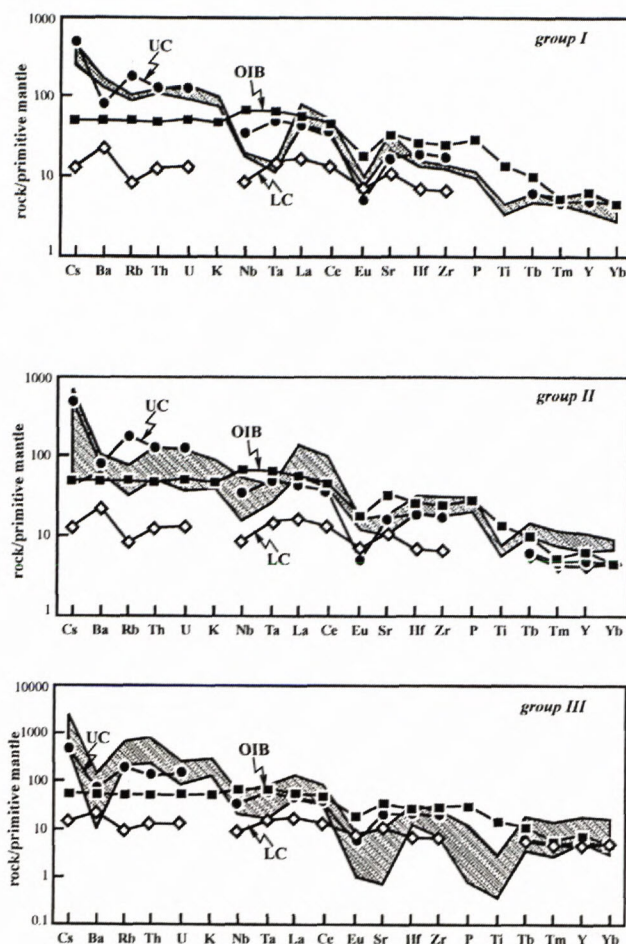 1000
group I
UC
OIB
100
rock/primitive mantle
10
LC
1
Cs Ba Rb Th U K Nb Ta La Ce Eu Sr Hf Zr P Ti Tb Tm Y Yb
1000
group II
UC
OIB
100
rock/primitive mantle
10
LC
1
Cs Ba Rb Th U K Nb Ta La Ce Eu Sr Hf Zr P Ti Tb Tm Y Yb
10000
group III
1000
UC
OIB
100
rock/primitive mantle
10
LC
1
0.1
Cs Ba Rb Th U K Nb Ta La Ce Eu Sr Hf Zr P Ti Tb Tm Y Yb